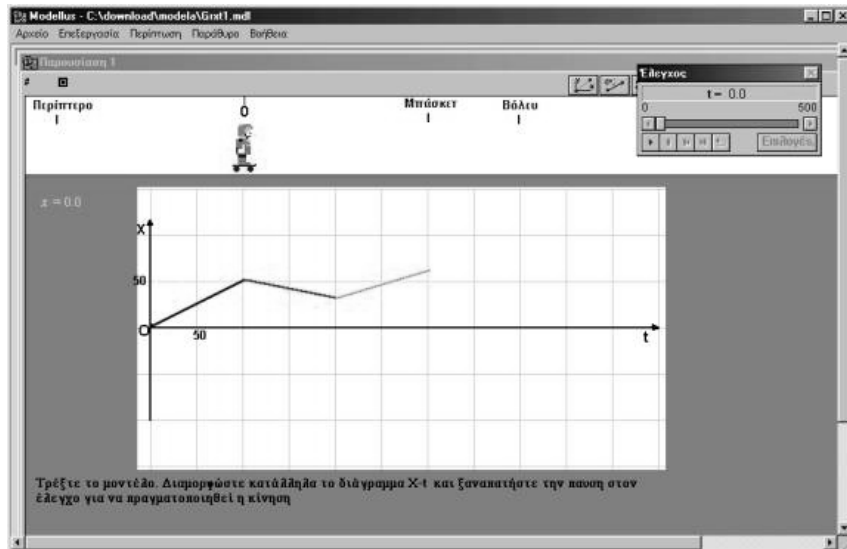 Modellus - C:\download\modela\Grxt1.mdl
Αρχείο Επεξεργασία Περίπτωση Παράθυρο Βοήθεια
Παρουσίαση 1
#
Περίπτερο
0
Μπάσκετ
Βόλευ
Έλεγχος
t = 0.0
0 500
Επιλογές.
x = 0.0
X
50
O
50
t
Τρέξτε το μοντέλο. Διαμορφώστε κατάλληλα το διάγραμμα X-t και ξαναπατήστε την παυση στον
έλεγχο για να πραγματοποιηθεί η κίνηση